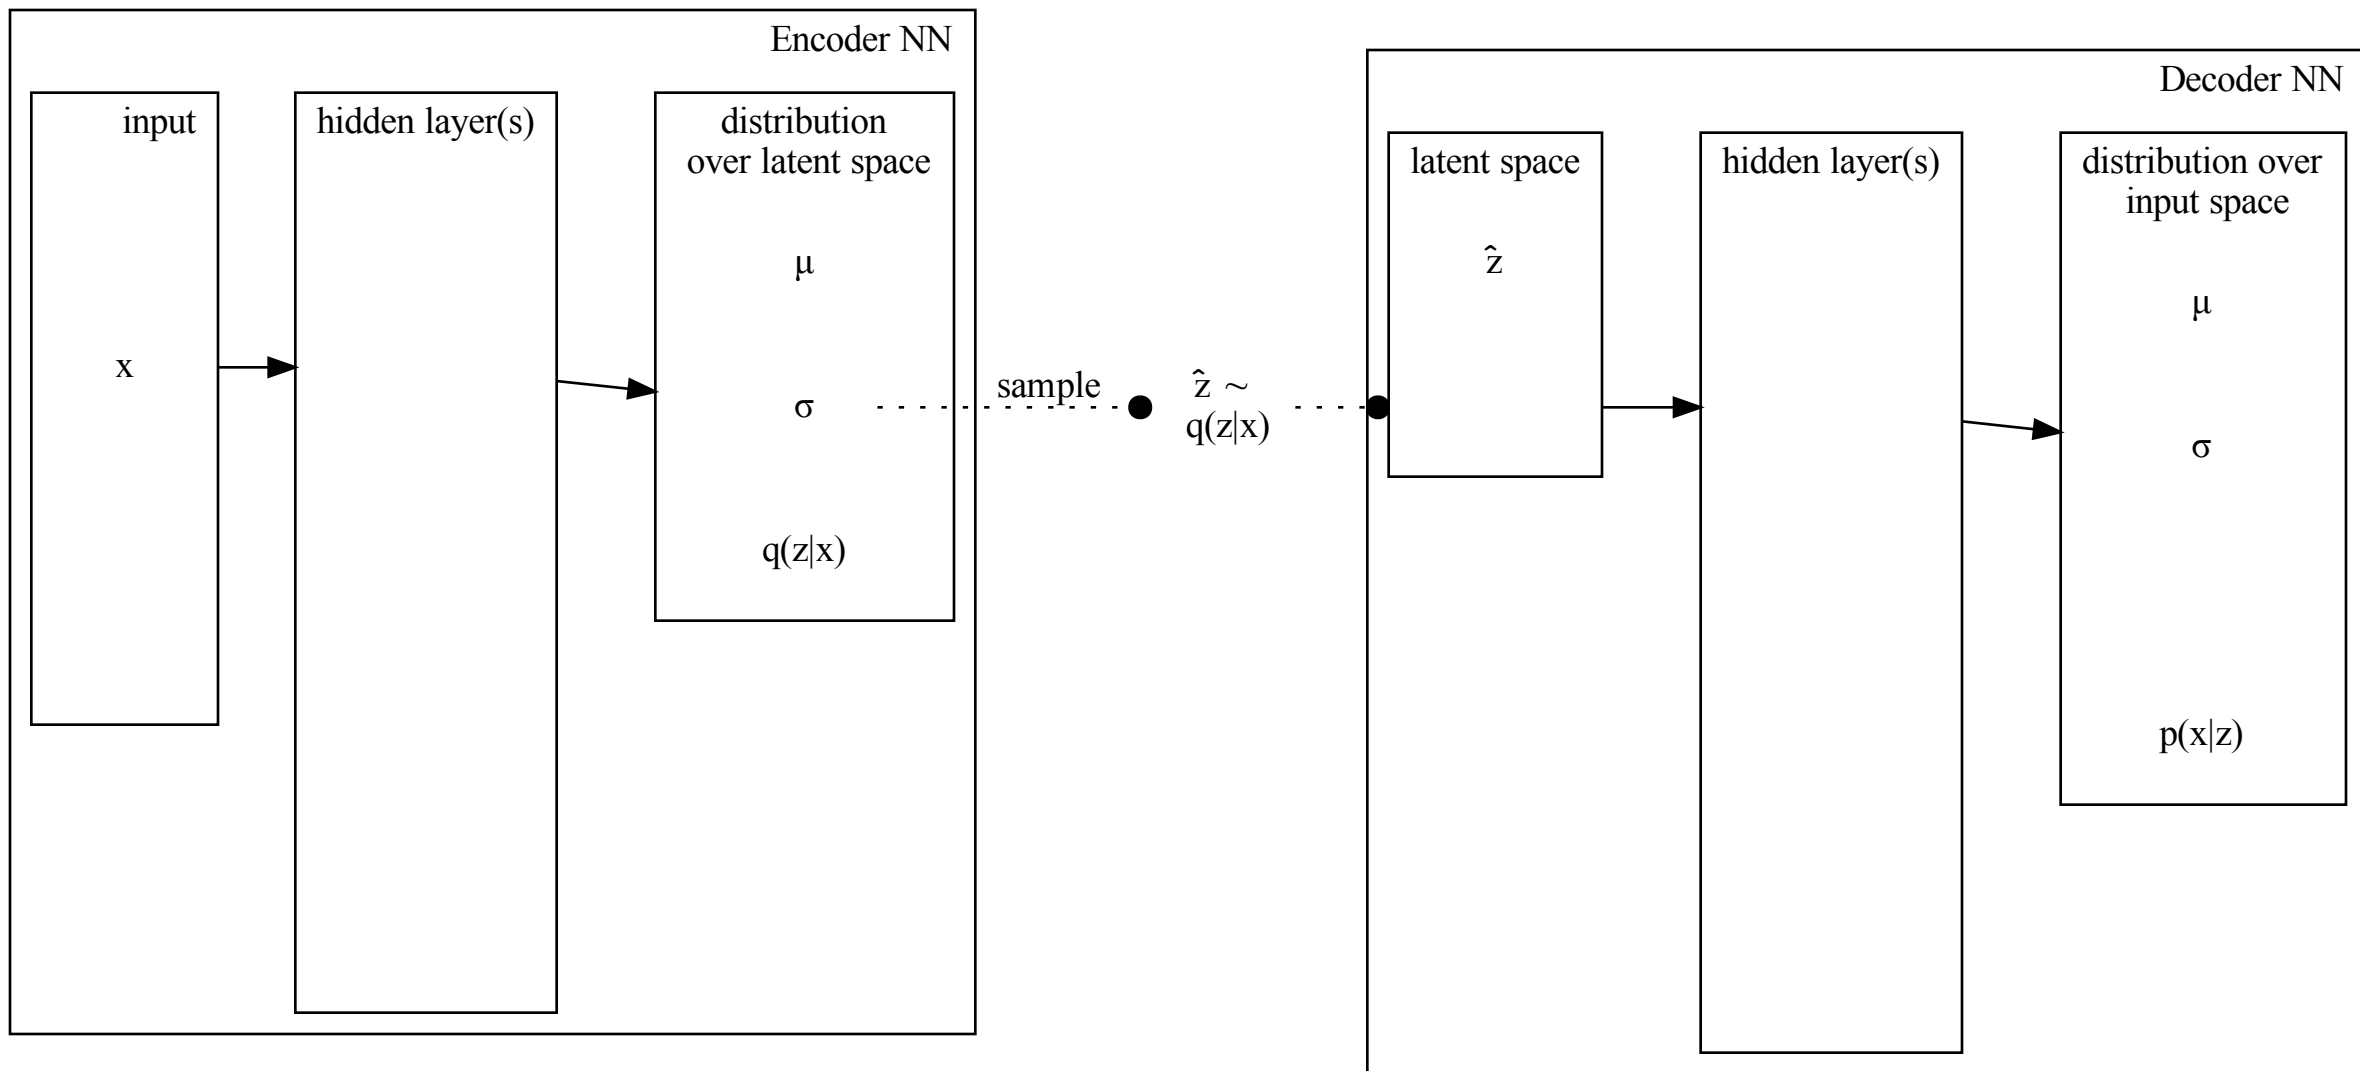 Encoder NN
input
x
hidden layer(s)
distribution
over latent space
μ
σ
q(z|x)
sample
ẑ ~
q(z|x)
Decoder NN
latent space
ẑ
hidden layer(s)
distribution over
input space
μ
σ
p(x|z)